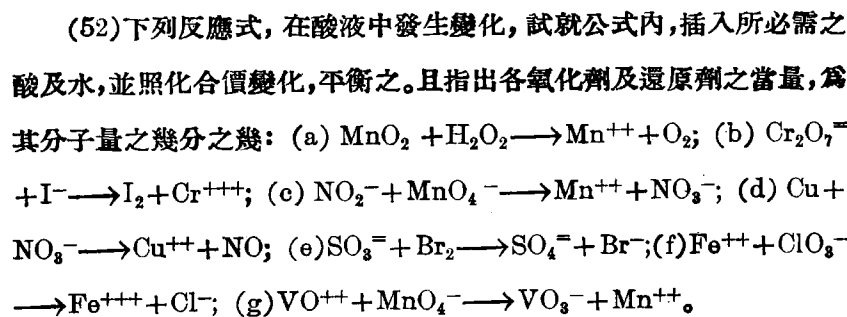 (52)下列反應式, 在酸液中發生變化, 試就公式內, 插入所必需之
酸及水, 並照化合價變化, 平衡之。且指出各氧化劑及還原劑之當量, 爲
其分子量之幾分之幾: (a) MnO₂ +H₂O₂⟶Mn⁺⁺+O₂; (b) Cr₂O₇⁼
+I⁻⟶I₂+Cr⁺⁺⁺; (c) NO₂⁻+MnO₄⁻⟶Mn⁺⁺+NO₃⁻; (d) Cu+
NO₃⁻⟶Cu⁺⁺+NO; (e)SO₃⁼+Br₂⟶SO₄⁼+Br⁻;(f)Fe⁺⁺+ClO₃⁻
⟶Fe⁺⁺⁺+Cl⁻; (g)VO⁺⁺+MnO₄⁻⟶VO₃⁻+Mn⁺⁺。